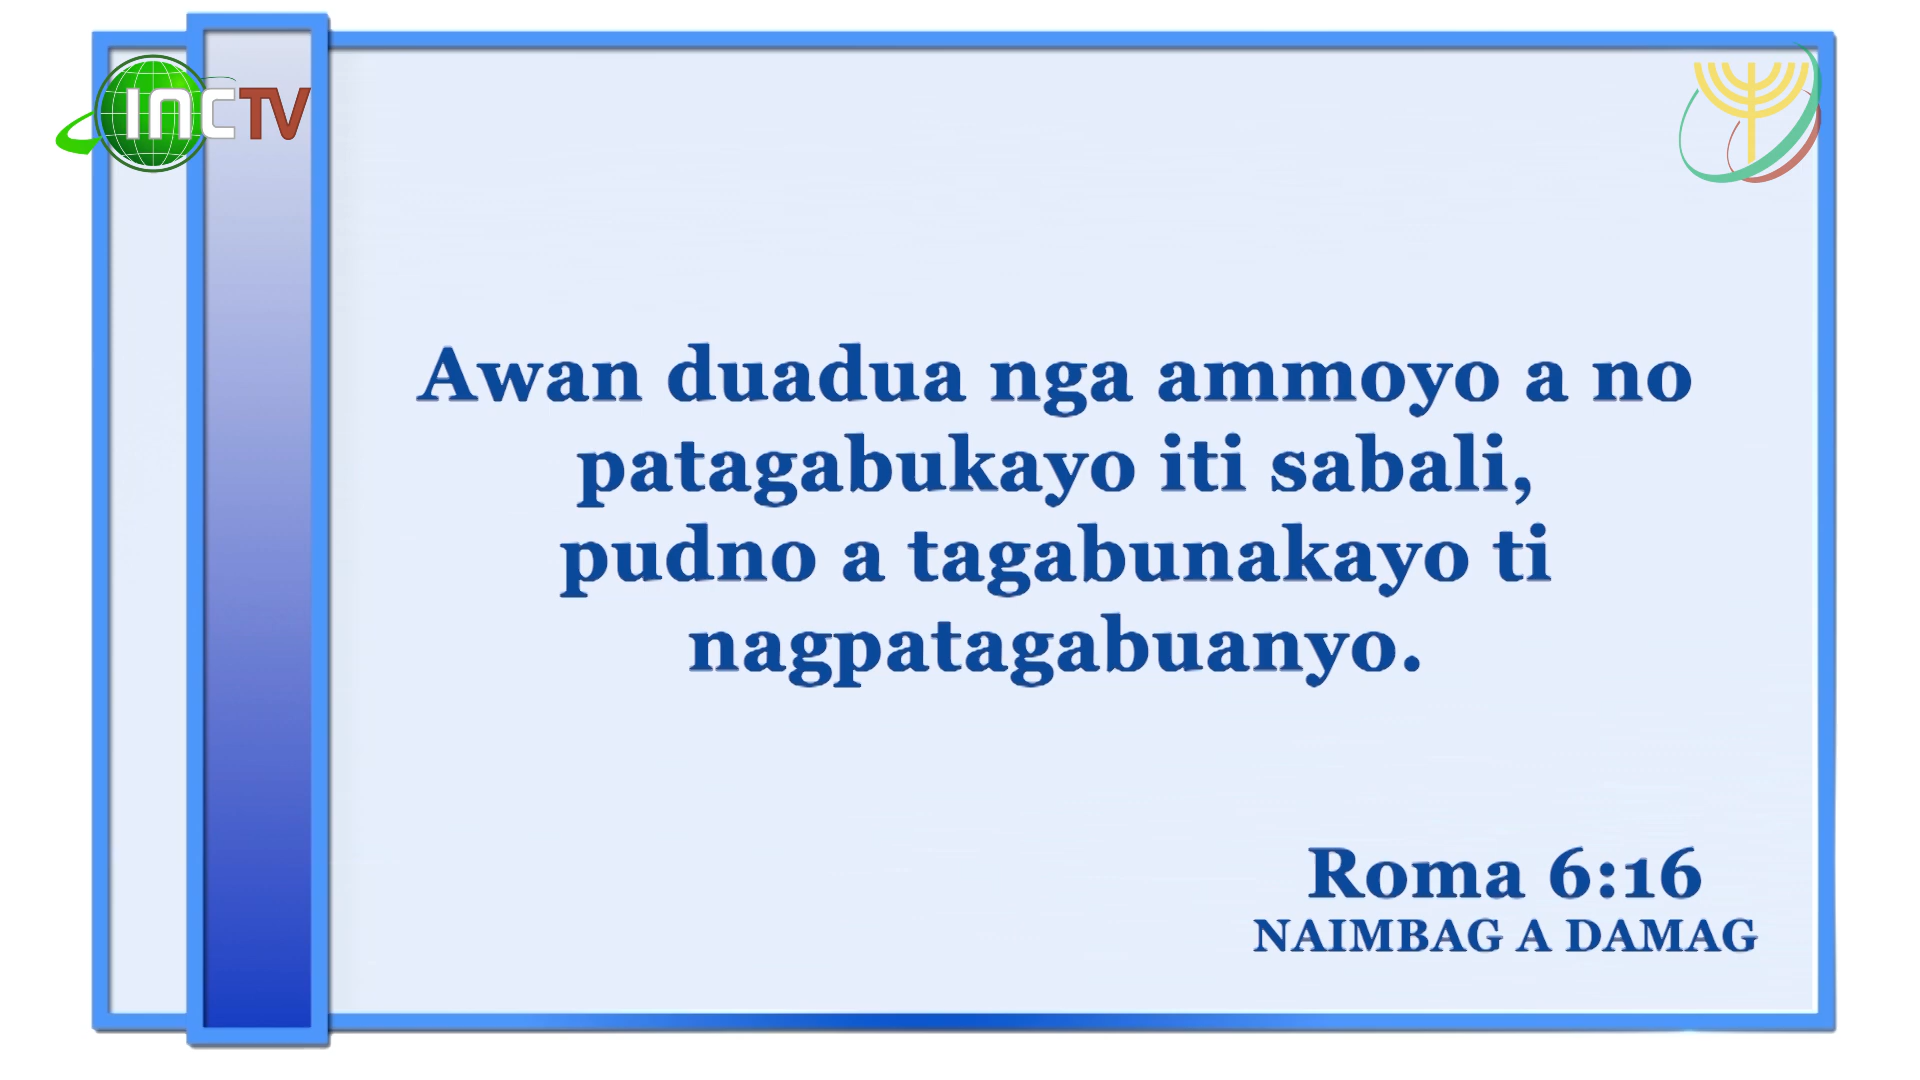 INCTV
Awan duadua nga ammoyo a no
patagabukayo iti sabali,
pudno a tagabunakayo ti
nagpatagabuanyo.
Roma 6:16
NAIMBAG A DAMAG